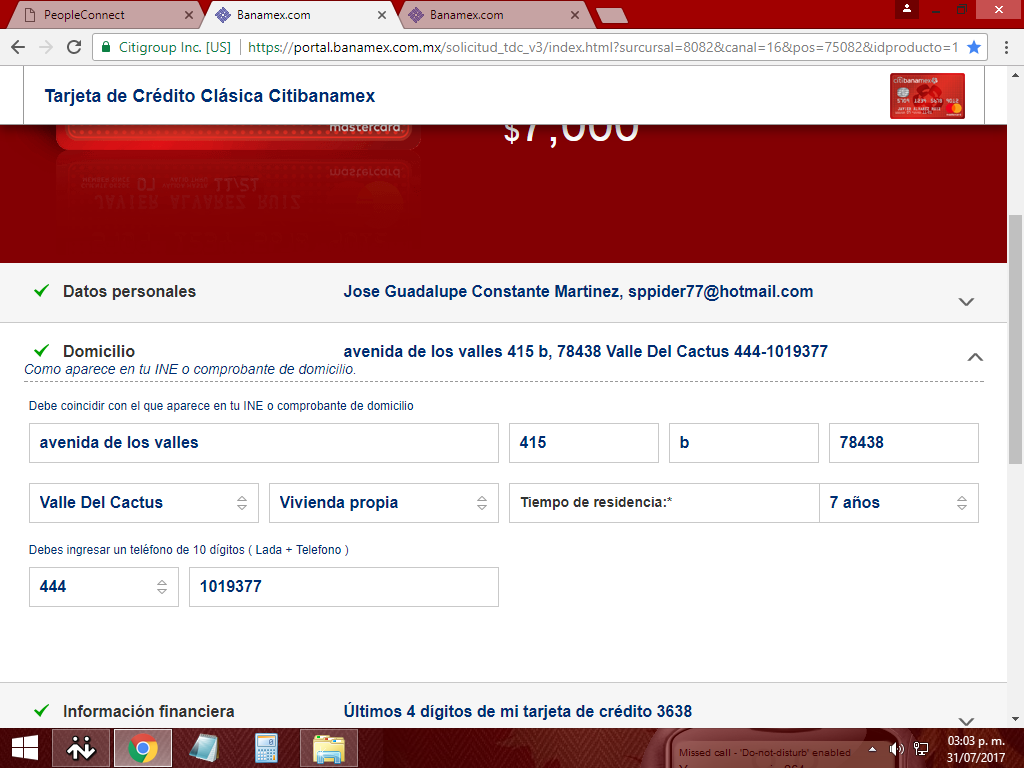 PeopleConnect
Banamex.com
Banamex.com
Citigroup Inc. [US]
https://portal.banamex.com.mx/solicitud_tdc_v3/index.html?surcursal=8082&canal=16&pos=75082&idproducto=1
Tarjeta de Crédito Clásica Citibanamex
citibanamex
mastercard
$7,000
Datos personales
Jose Guadalupe Constante Martinez, sppider77@hotmail.com
Domicilio
avenida de los valles 415 b, 78438 Valle Del Cactus 444-1019377
Como aparece en tu INE o comprobante de domicilio.
Debe coincidir con el que aparece en tu INE o comprobante de domicilio
avenida de los valles
415
b
78438
Valle Del Cactus
Vivienda propia
Tiempo de residencia:*
7 años
Debes ingresar un teléfono de 10 dígitos ( Lada + Telefono )
444
1019377
Información financiera
Últimos 4 dígitos de mi tarjeta de crédito 3638
Missed call - 'Do-not-disturb' enabled
03:03 p. m.
31/07/2017